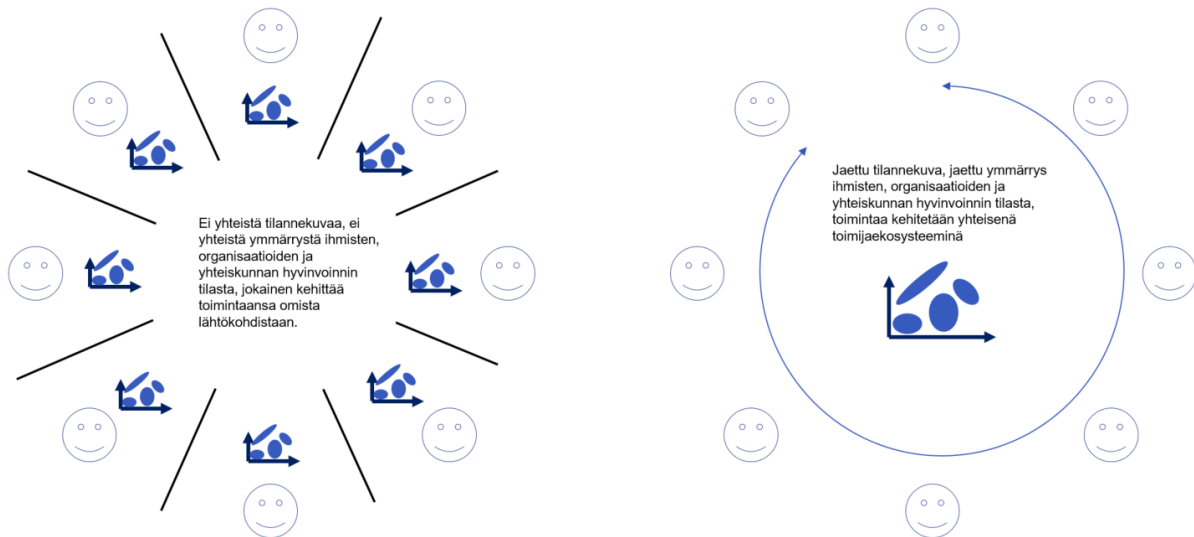 Ei yhteistä tilannekuvaa, ei
yhteistä ymmärrystä ihmisten,
organisaatioiden ja
yhteiskunnan hyvinvoinnin
tilasta, jokainen kehittää
toimintaansa omista
lähtökohdistaan.
Jaettu tilannekuva, jaettu ymmärrys
ihmisten, organisaatioiden ja
yhteiskunnan hyvinvoinnin tilasta,
toimintaa kehitetään yhteisenä
toimijaekosysteeminä